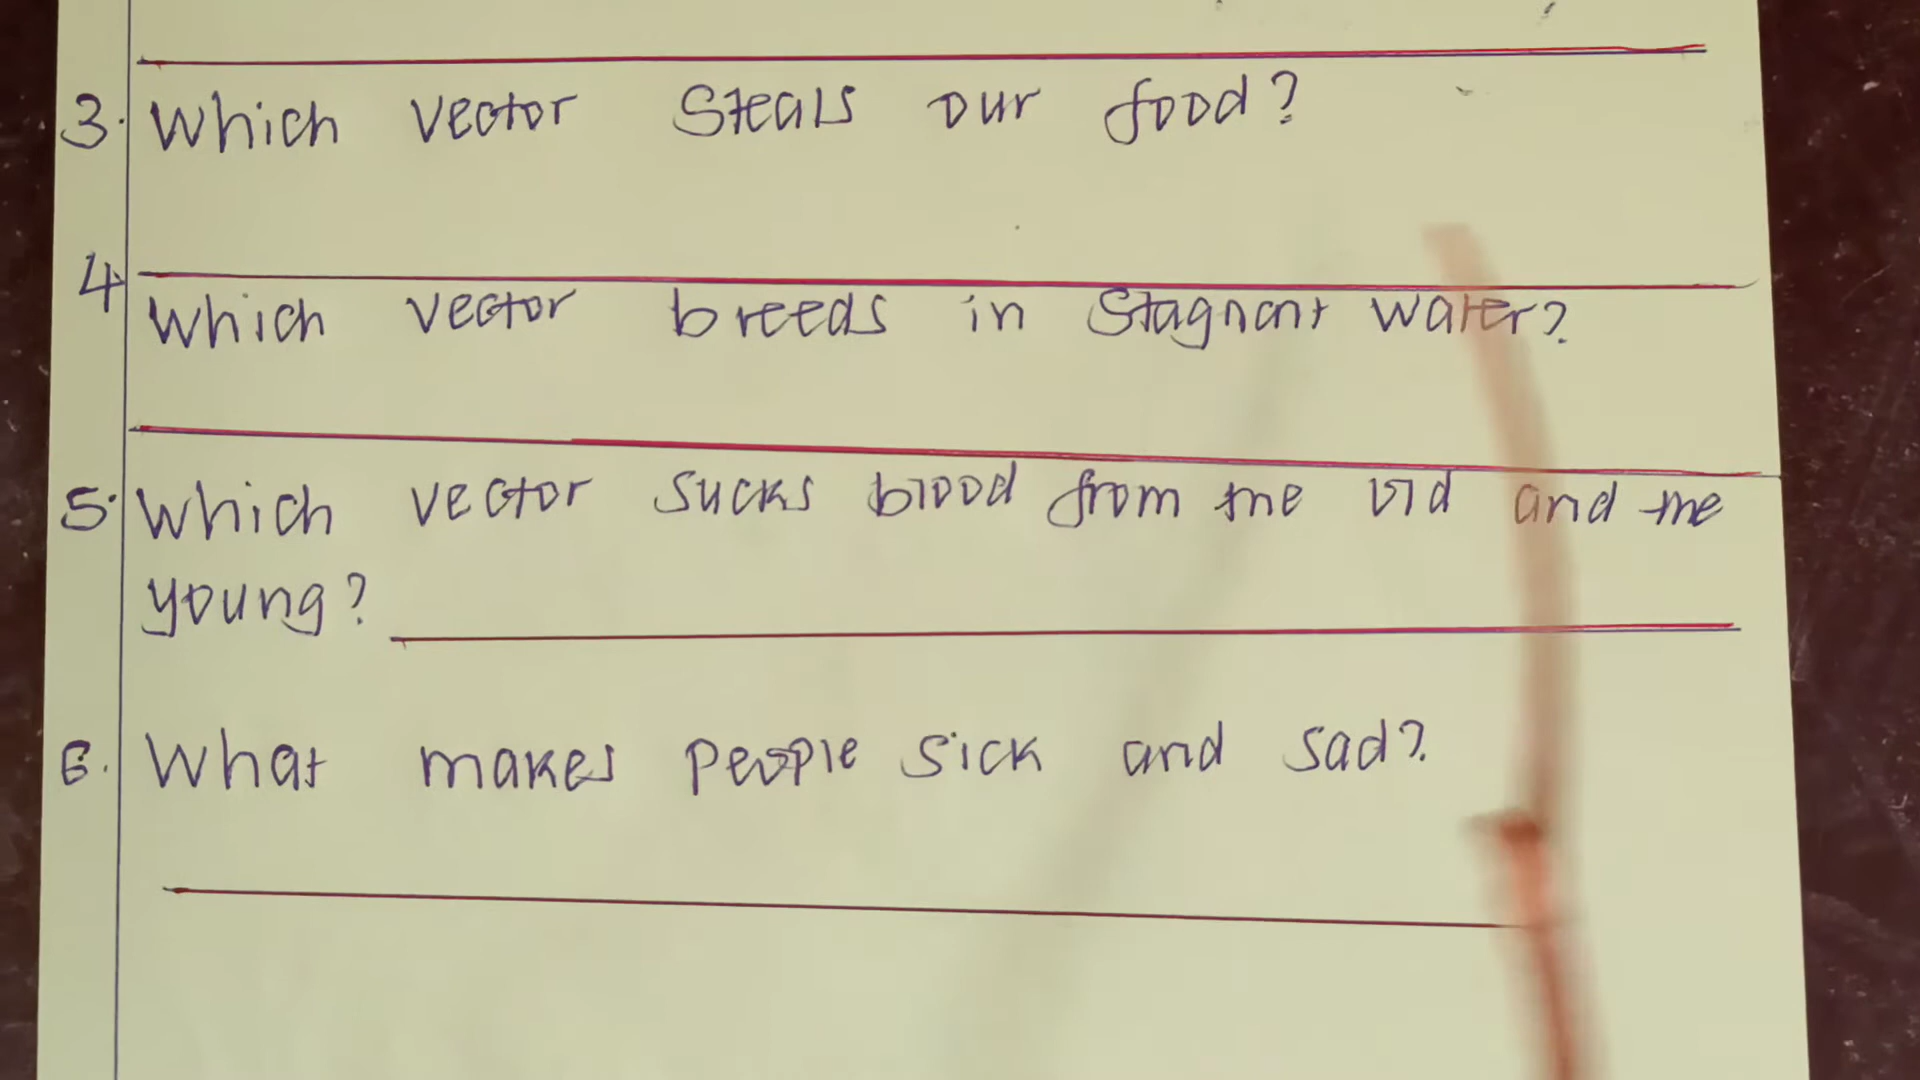 3. Which vector steals our food?
4 Which vector breeds in stagnant water?
5. Which vector sucks blood from the old and the
young?
6. What makes people sick and sad?